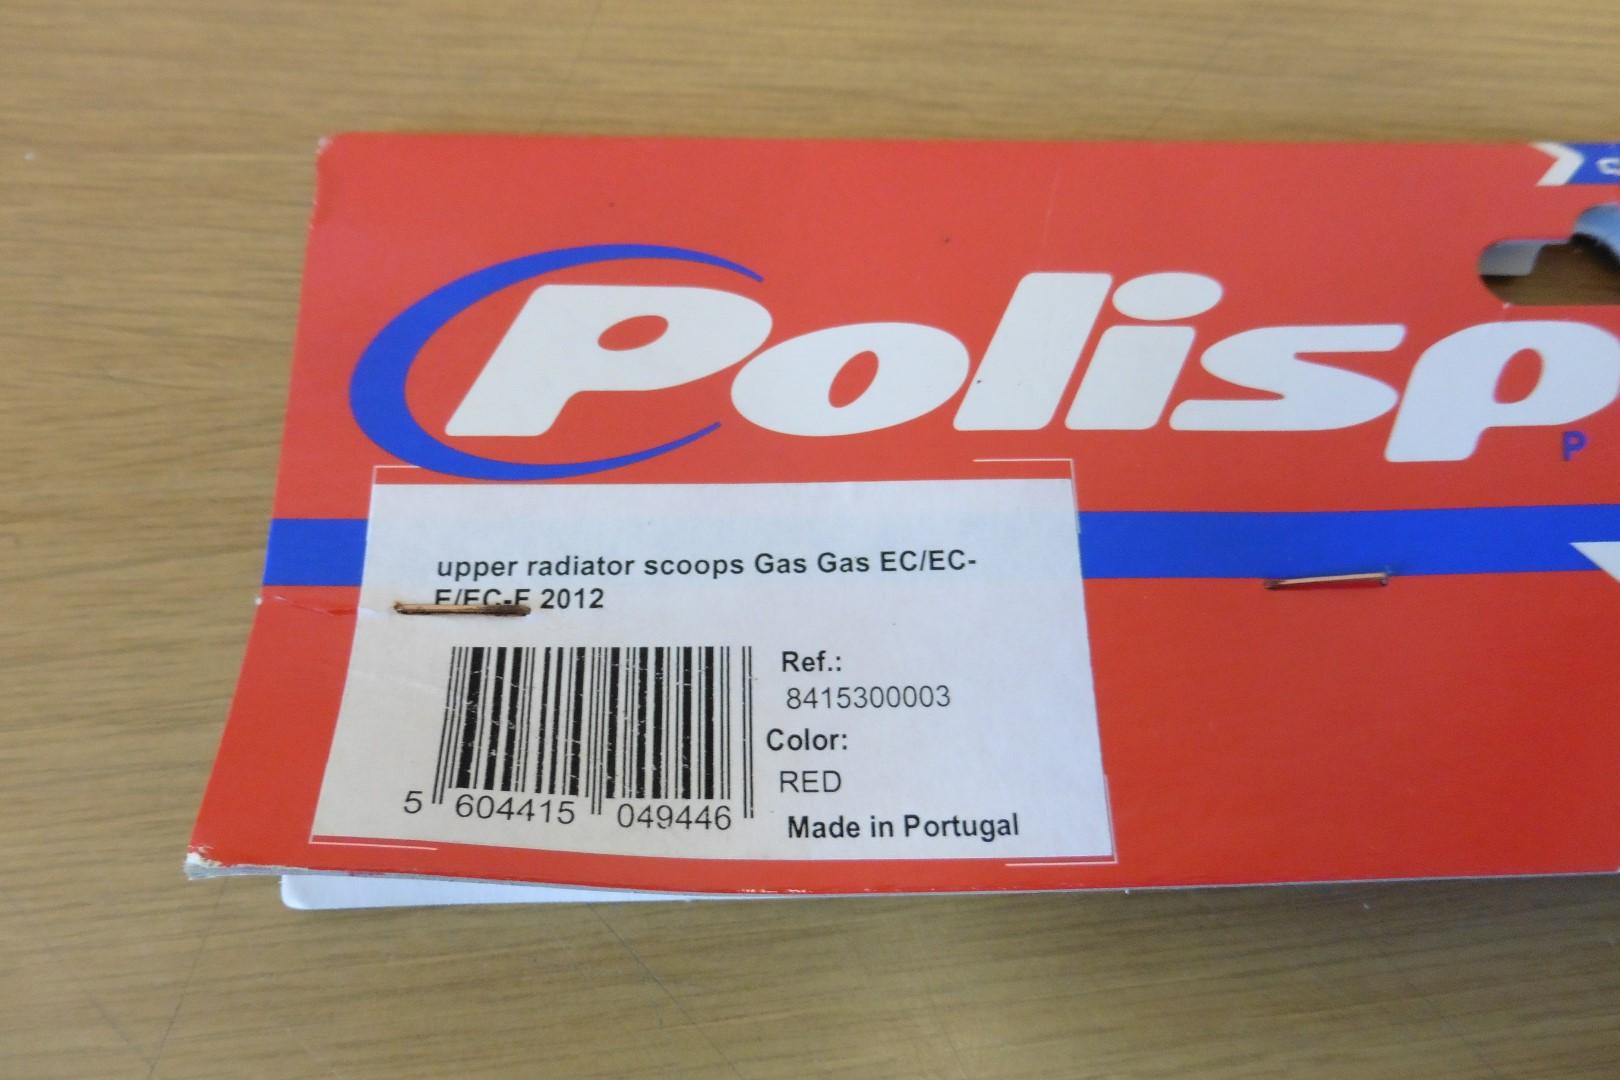 Polisp
P
upper radiator scoops Gas Gas EC/EC-
E/EC-F 2012
Ref.:
8415300003
Color:
RED
Made in Portugal
5 604415 049446